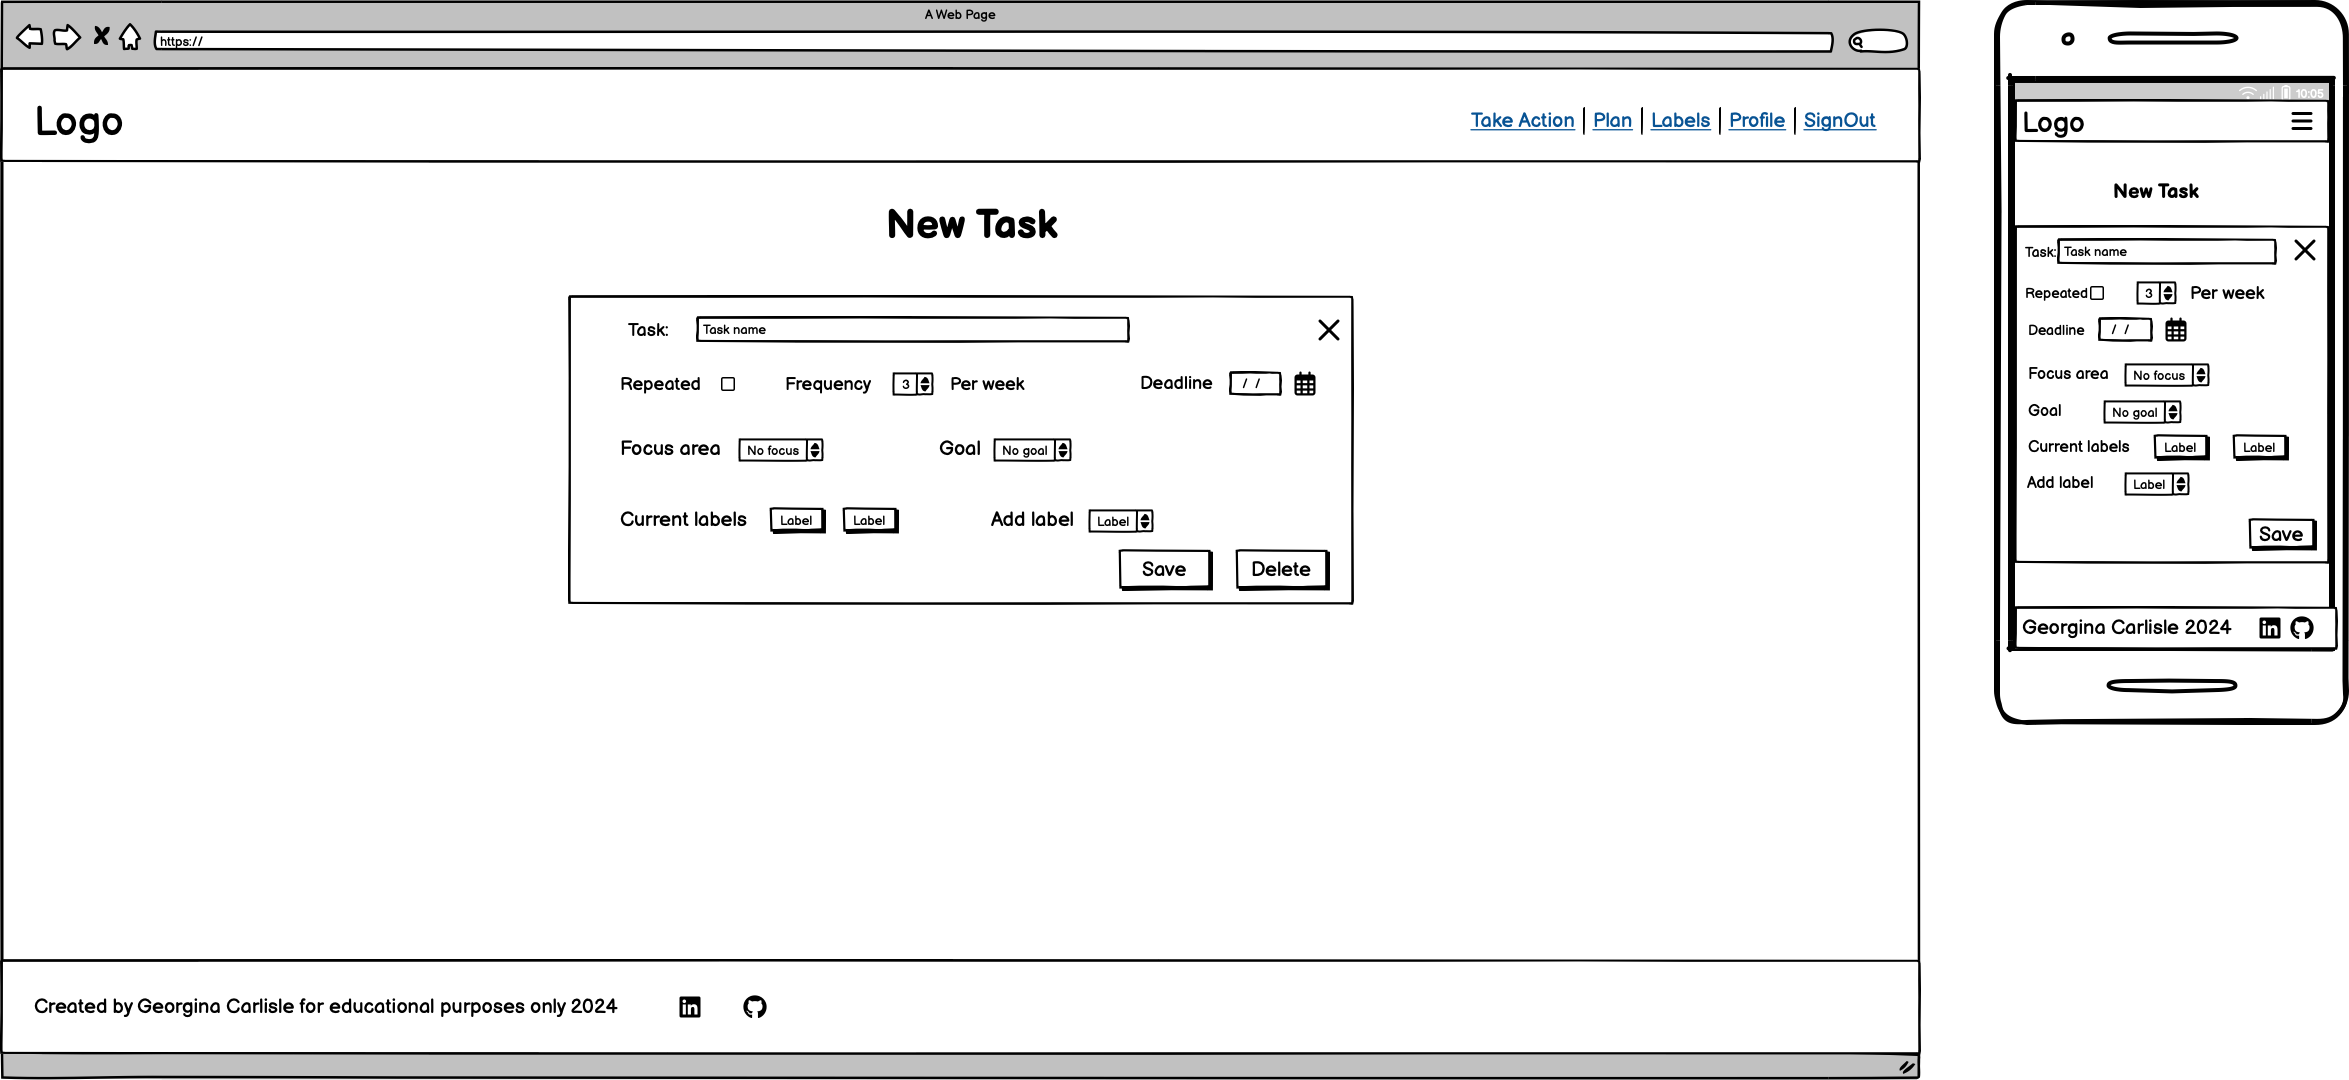 A Web Page
https://
Logo
Take Action | Plan | Labels | Profile | SignOut
New Task
Task: Task name
Repeated Frequency 3 Per week Deadline / /
Focus area No focus Goal No goal
Current labels Label Label Add label Label
Save Delete
Created by Georgina Carlisle for educational purposes only 2024
in
10:05
Logo
New Task
Task: Task name
Repeated 3 Per week
Deadline / /
Focus area No focus
Goal No goal
Current labels Label Label
Add label Label
Save
Georgina Carlisle 2024 in